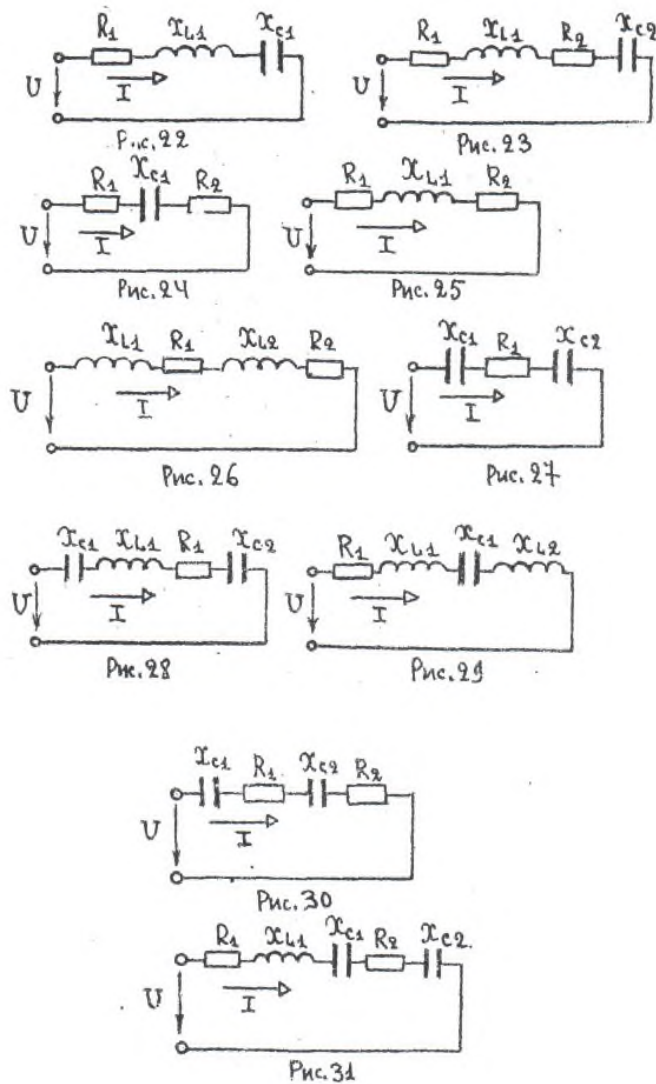 R1 XL1 XC1
U I
Рис.22
R1 XL1 R2 XC2
U I
Рис.23
R1 XC1 R2
U I
Рис.24
R1 XL1 R2
U I
Рис.25
XL1 R1 XL2 R2
U I
Рис.26
XC1 R1 XC2
U I
Рис.27
XC1 XL1 R1 XC2
U I
Рис.28
R1 XL1 XC1 XL2
U I
Рис.29
XC1 R1 XC2 R2
U I
Рис.30
R1 XL1 XC1 R2 XC2.
U I
Рис.31